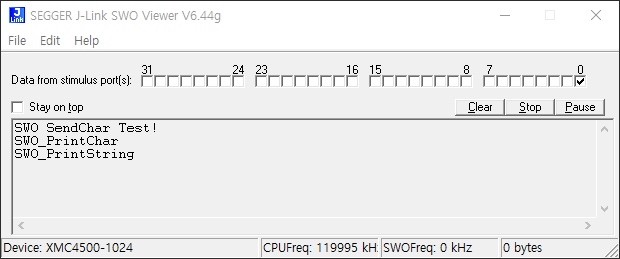 J
Link
SEGGER J-Link SWO Viewer V6.44g
File Edit Help
31 24 23 16 15 8 7 0
Data from stimulus port(s):
Stay on top
Clear Stop Pause
SWO SendChar Test!
SWO_PrintChar
SWO_PrintString
Device: XMC4500-1024 CPUFreq: 119995 kH SWOFreq: 0 kHz 0 bytes